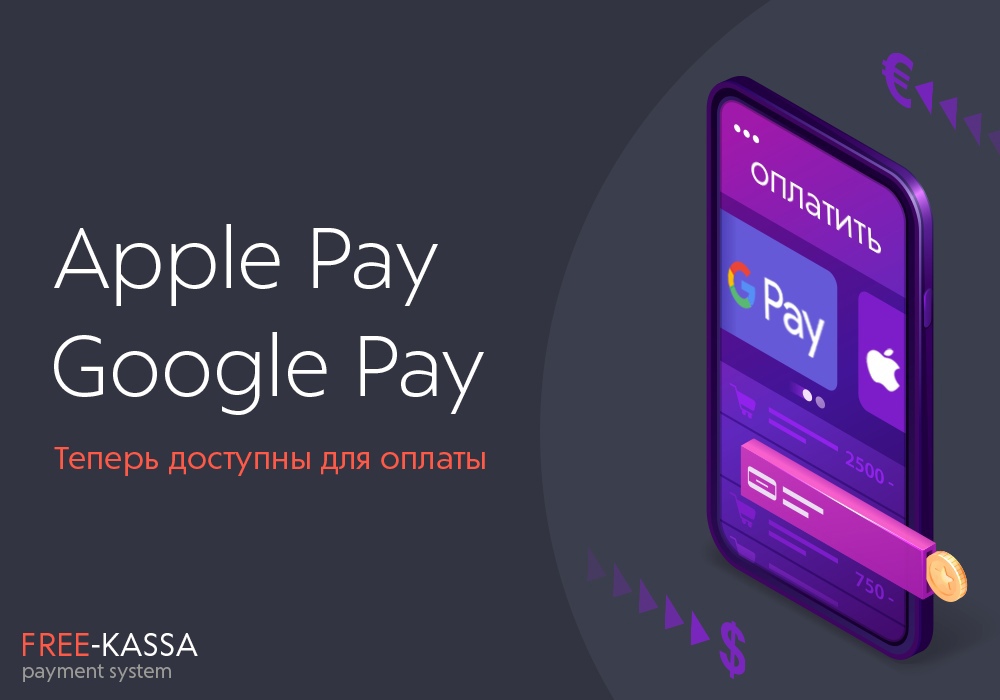 Apple Pay
Google Pay
Теперь доступны для оплаты
FREE-KASSA
payment system
€
ОПЛАТИТЬ
G Pay
2500 -
750 -
$